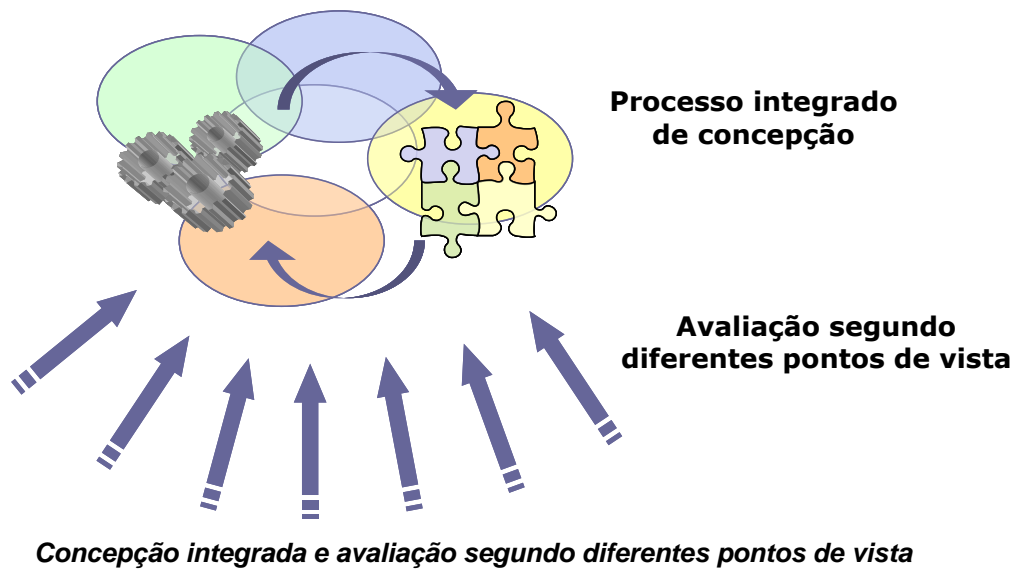 Processo integrado
de concepção
Avaliação segundo
diferentes pontos de vista
Concepção integrada e avaliação segundo diferentes pontos de vista